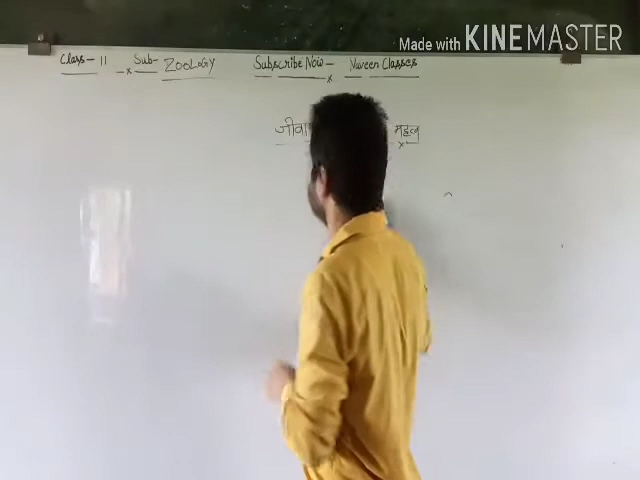 Made with KINEMASTER
Class- 11 Sub- ZOOLOGY Subscribe Now- Naveen Classes
जीवा महत्व